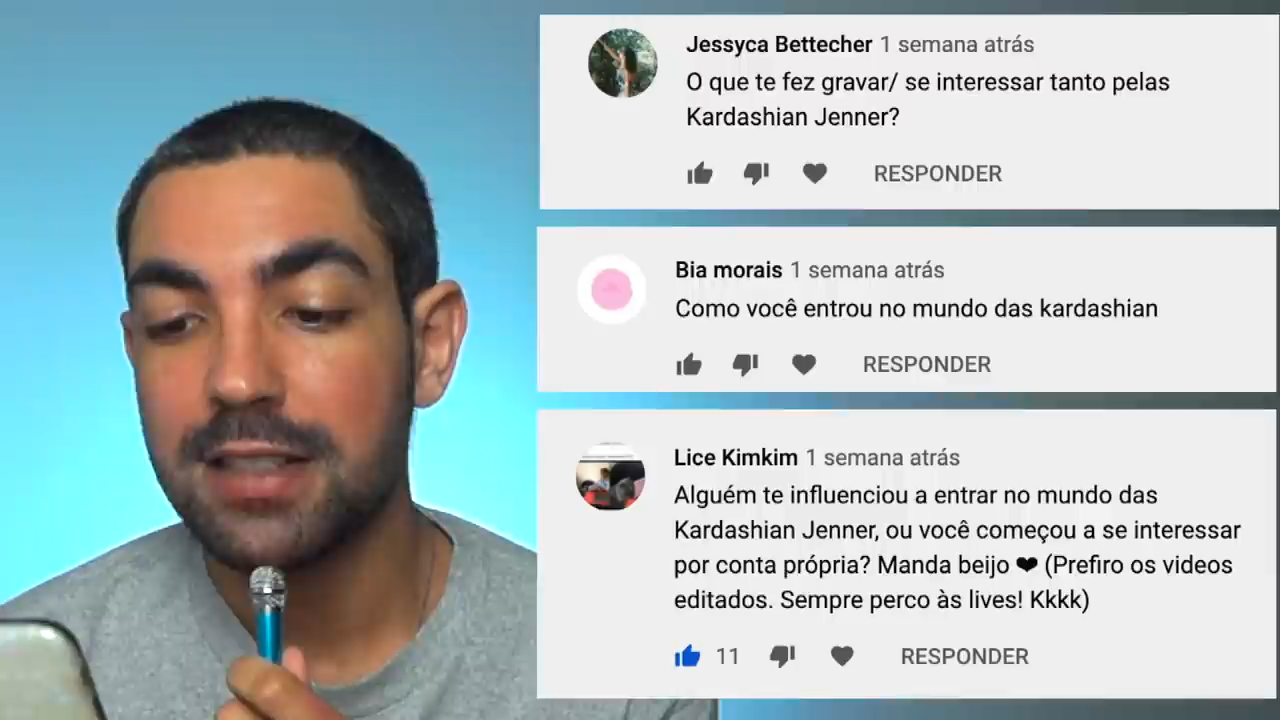 Jessyca Bettecher 1 semana atrás
O que te fez gravar/ se interessar tanto pelas
Kardashian Jenner?
RESPONDER
Bia morais 1 semana atrás
Como você entrou no mundo das kardashian
RESPONDER
Lice Kimkim 1 semana atrás
Alguém te influenciou a entrar no mundo das
Kardashian Jenner, ou você começou a se interessar
por conta própria? Manda beijo ❤ (Prefiro os videos
editados. Sempre perco às lives! Kkkk)
11 RESPONDER